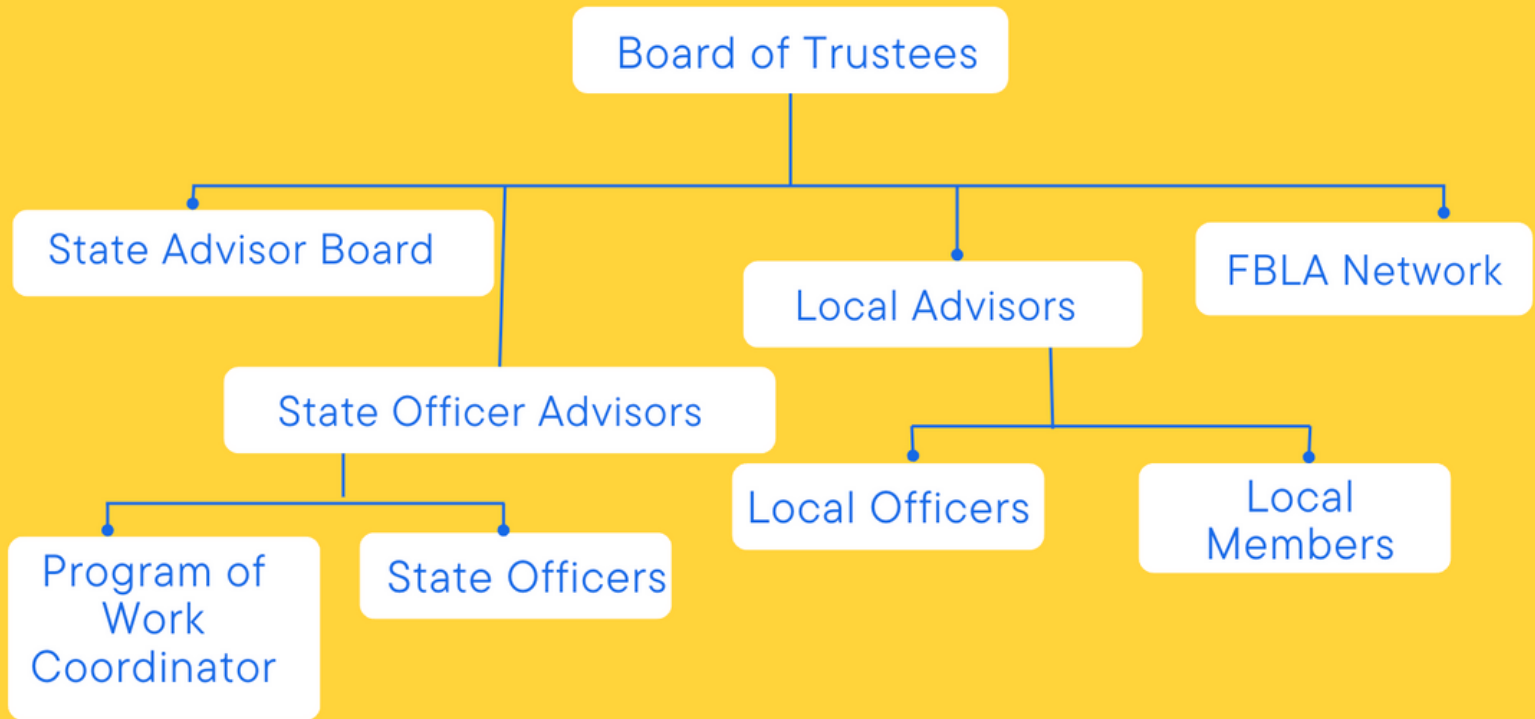 Board of Trustees
State Advisor Board
FBLA Network
Local Advisors
State Officer Advisors
Local Officers
Local
Members
Program of
Work
Coordinator
State Officers